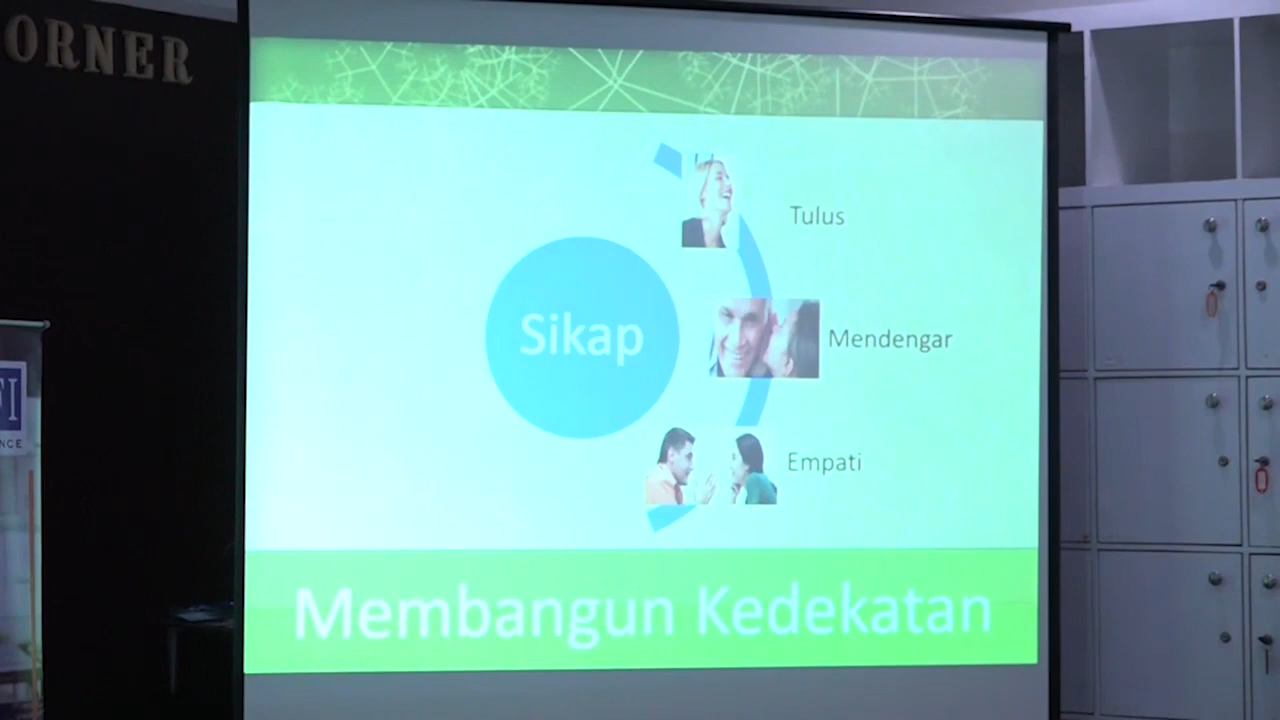 ORNER
Tulus
Sikap
Mendengar
Empati
Membangun Kedekatan